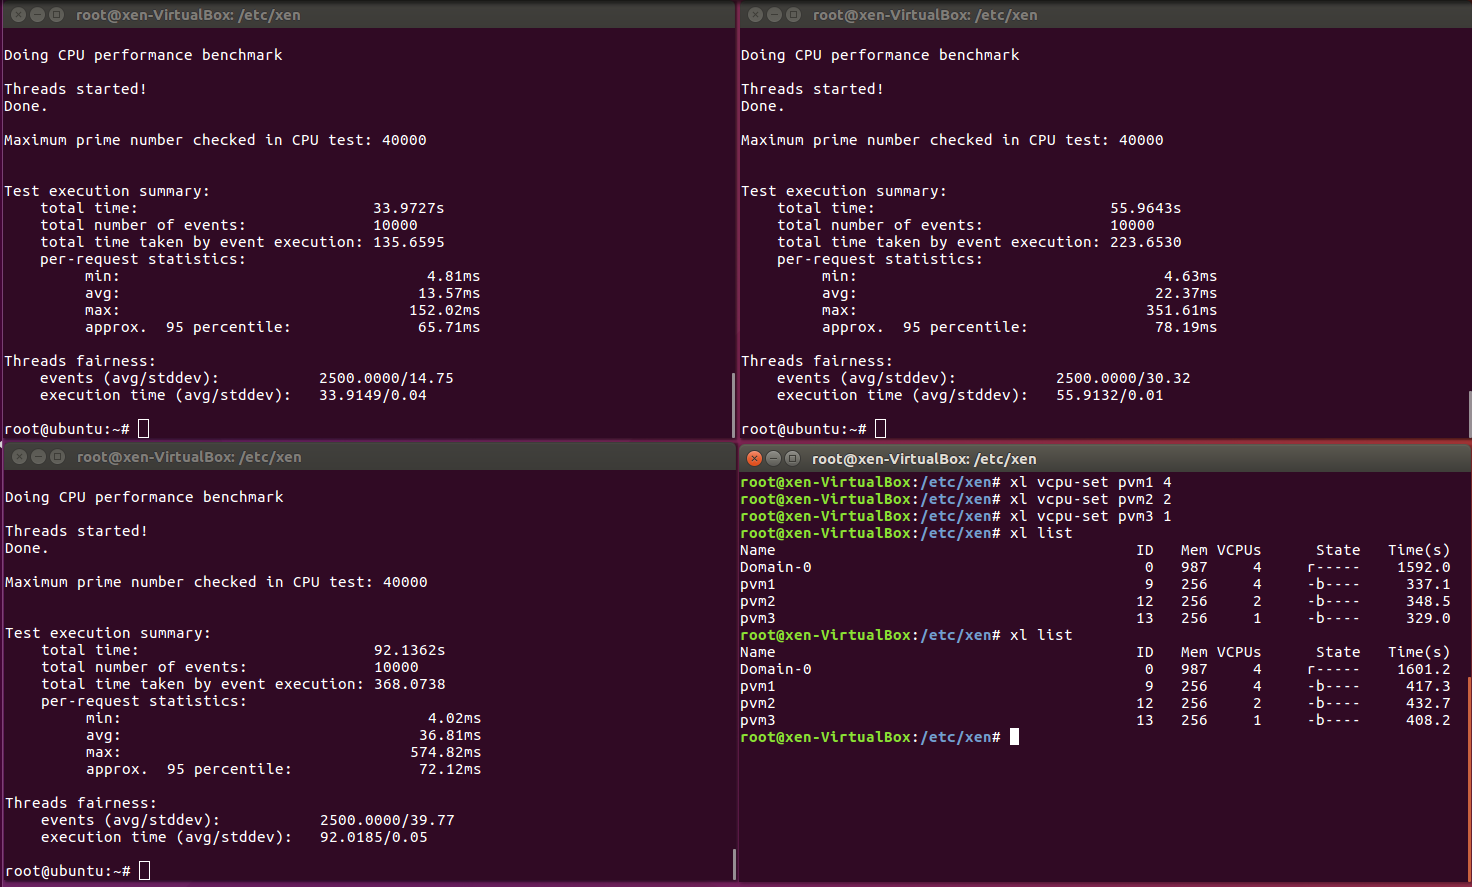 root@xen-VirtualBox: /etc/xen
Doing CPU performance benchmark
Threads started!
Done.
Maximum prime number checked in CPU test: 40000
Test execution summary:
total time: 33.9727s
total number of events: 10000
total time taken by event execution: 135.6595
per-request statistics:
min: 4.81ms
avg: 13.57ms
max: 152.02ms
approx. 95 percentile: 65.71ms
Threads fairness:
events (avg/stddev): 2500.0000/14.75
execution time (avg/stddev): 33.9149/0.04
root@ubuntu:~#
root@xen-VirtualBox: /etc/xen
Doing CPU performance benchmark
Threads started!
Done.
Maximum prime number checked in CPU test: 40000
Test execution summary:
total time: 55.9643s
total number of events: 10000
total time taken by event execution: 223.6530
per-request statistics:
min: 4.63ms
avg: 22.37ms
max: 351.61ms
approx. 95 percentile: 78.19ms
Threads fairness:
events (avg/stddev): 2500.0000/30.32
execution time (avg/stddev): 55.9132/0.01
root@ubuntu:~#
root@xen-VirtualBox: /etc/xen
Doing CPU performance benchmark
Threads started!
Done.
Maximum prime number checked in CPU test: 40000
Test execution summary:
total time: 92.1362s
total number of events: 10000
total time taken by event execution: 368.0738
per-request statistics:
min: 4.02ms
avg: 36.81ms
max: 574.82ms
approx. 95 percentile: 72.12ms
Threads fairness:
events (avg/stddev): 2500.0000/39.77
execution time (avg/stddev): 92.0185/0.05
root@ubuntu:~#
root@xen-VirtualBox: /etc/xen
root@xen-VirtualBox:/etc/xen# xl vcpu-set pvm1 4
root@xen-VirtualBox:/etc/xen# xl vcpu-set pvm2 2
root@xen-VirtualBox:/etc/xen# xl vcpu-set pvm3 1
root@xen-VirtualBox:/etc/xen# xl list
Name ID Mem VCPUs State Time(s)
Domain-0 0 987 4 r----- 1592.0
pvm1 9 256 4 -b---- 337.1
pvm2 12 256 2 -b---- 348.5
pvm3 13 256 1 -b---- 329.0
root@xen-VirtualBox:/etc/xen# xl list
Name ID Mem VCPUs State Time(s)
Domain-0 0 987 4 r----- 1601.2
pvm1 9 256 4 -b---- 417.3
pvm2 12 256 2 -b---- 432.7
pvm3 13 256 1 -b---- 408.2
root@xen-VirtualBox:/etc/xen#